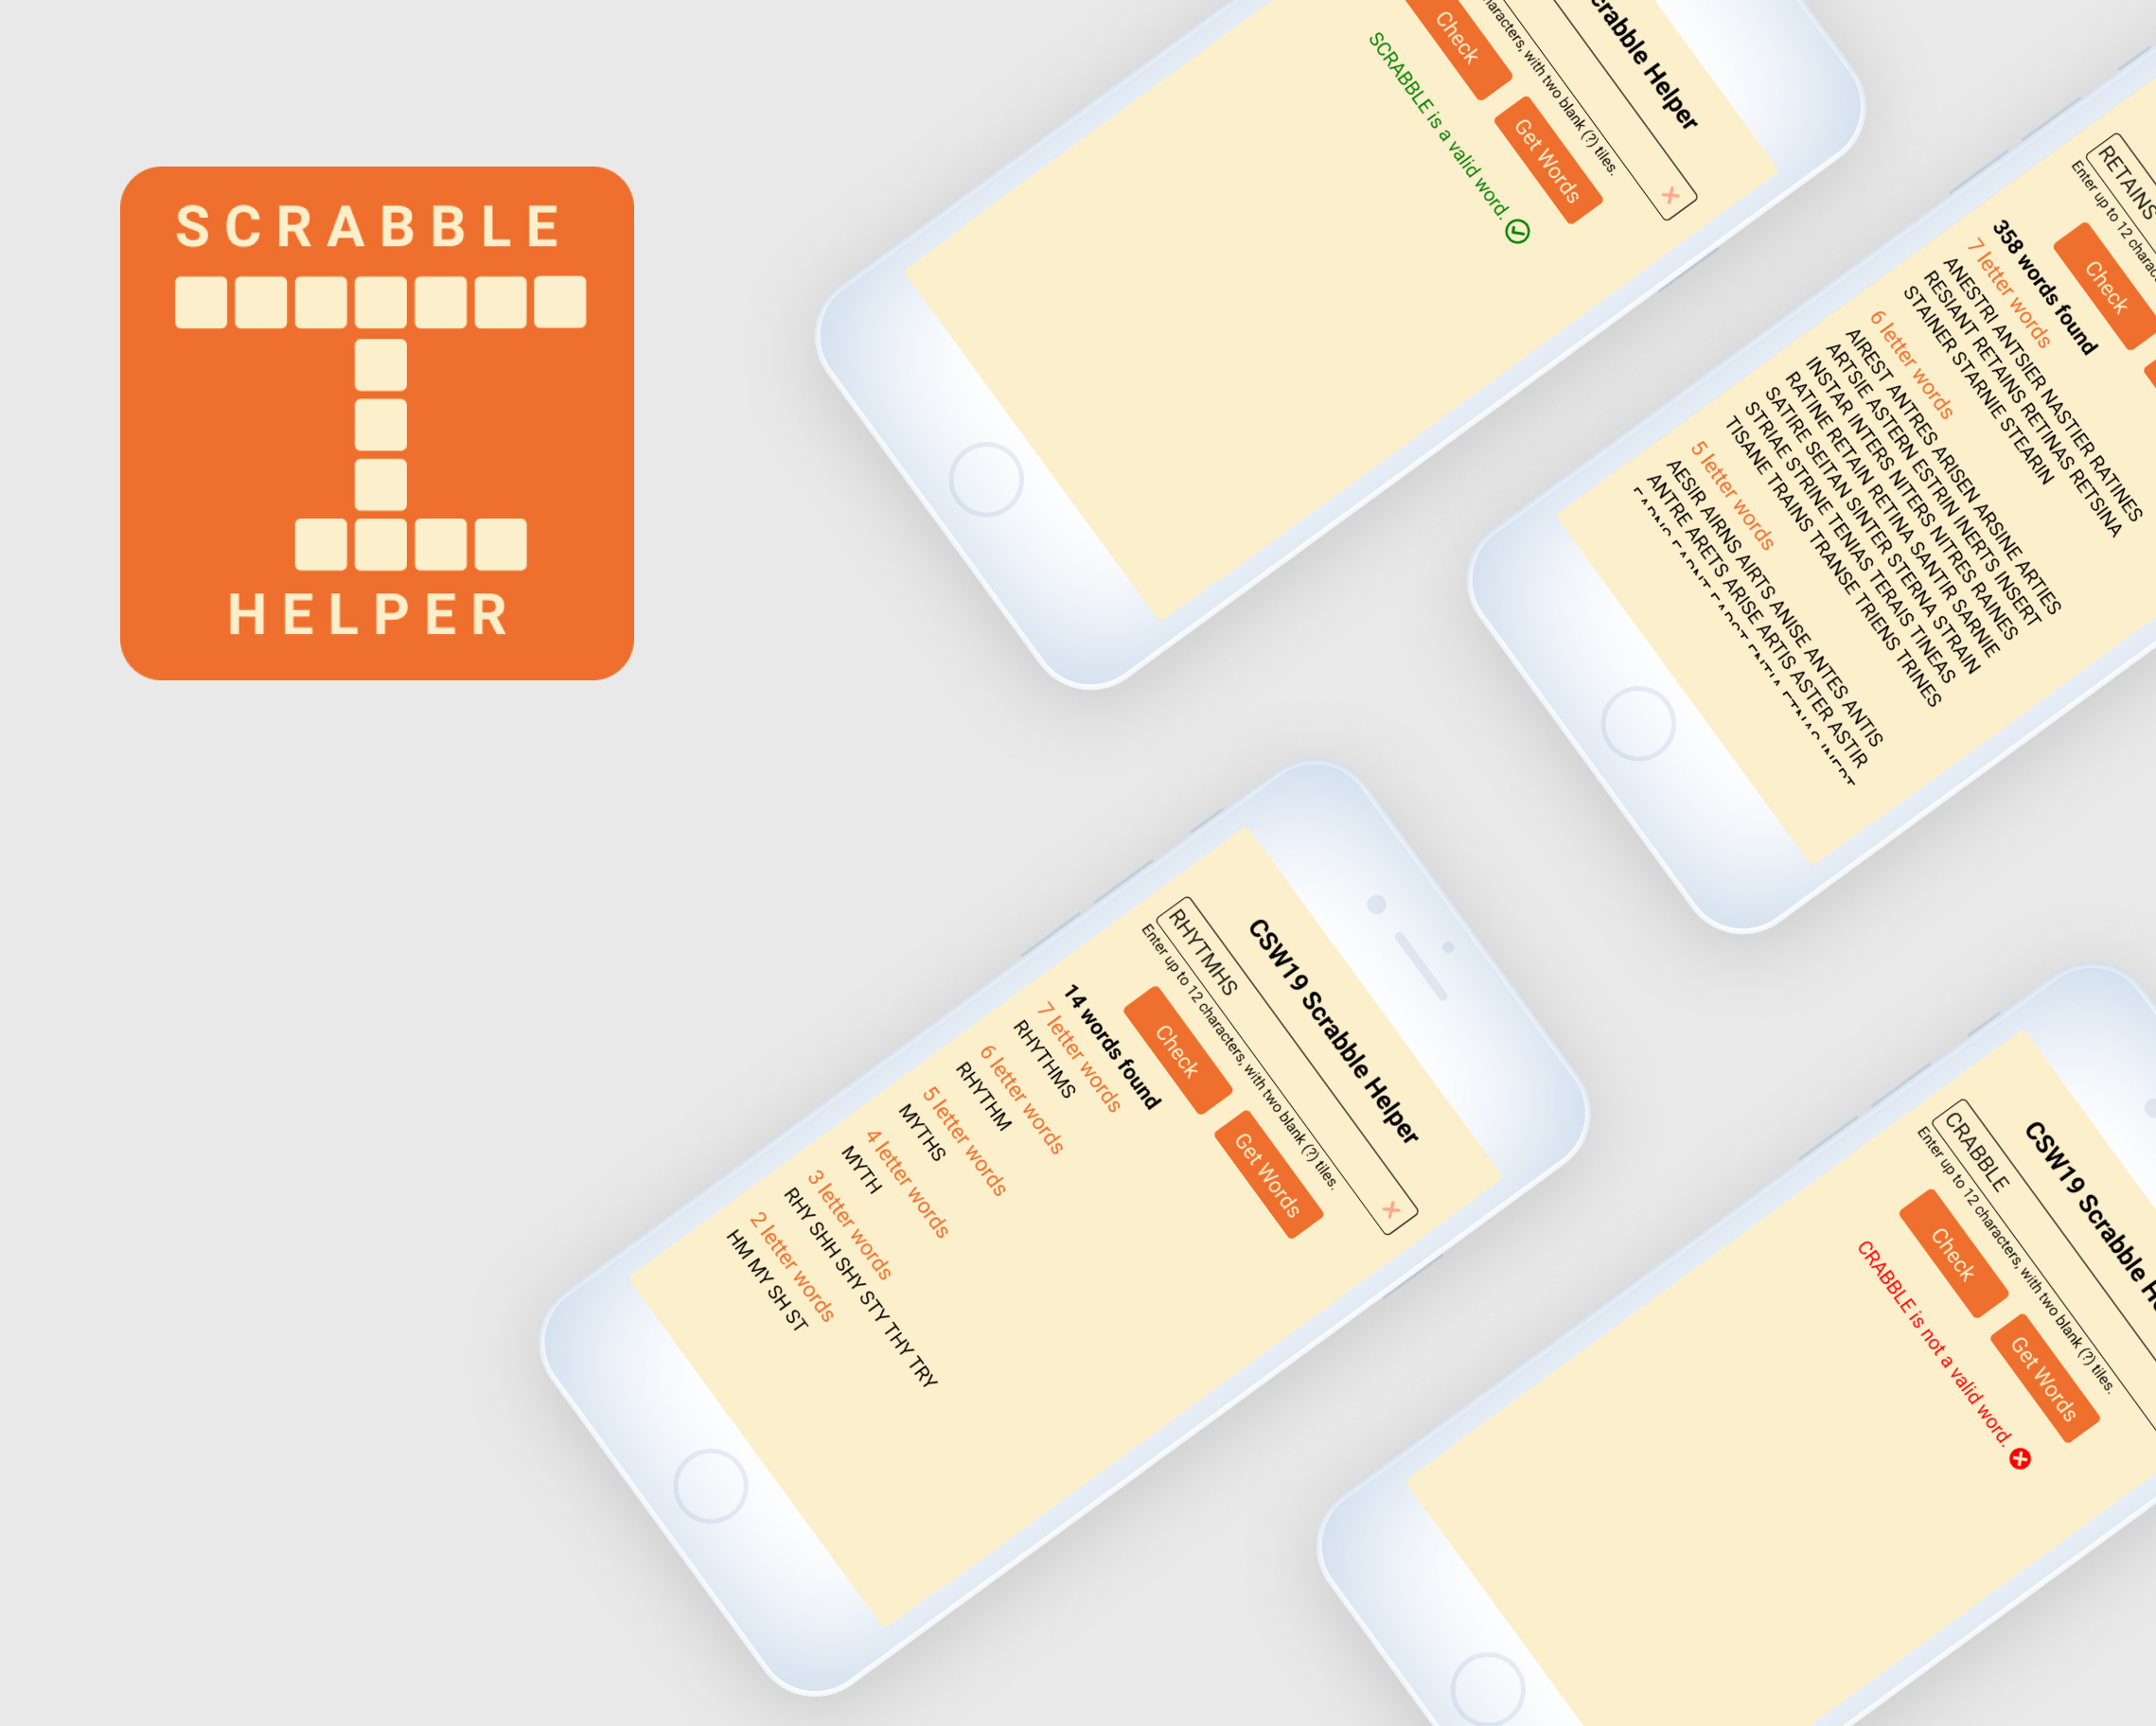 SCRABBLE
HELPER
Scrabble Helper
characters, with two blank (?) tiles.
Check
Get Words
SCRABBLE is a valid word.
RETAINS
Enter up to 12
Check
358 words found
7 letter words
ANESTRI ANTSIER NASTIER RATINES
RESIANT RETAINS RETINAS RETSINA
STAINER STARNIE STEARIN
6 letter words
AIREST ANTRES ARISEN ARSINE ARTIES
ARTSIE ASTERN ESTRIN INERTS INSERT
INSTAR INTERS NITERS NITRES RAINES
RATINE RETAIN RETINA SANTIR SARNIE
SATIRE SEITAN SINTER STERNA STRAIN
STRIAE STRINE TENIAS TERAIS TINEAS
TISANE TRAINS TRANSE TRIENS TRINES
5 letter words
AESIR AIRNS AIRTS ANISE ANTES ANTIS
ANTRE ARETS ARISE ARTIS ASTER ASTIR
CSW19 Scrabble Helper
RHYTMHS
Enter up to 12 characters, with two blank (?) tiles.
Check
Get Words
14 words found
7 letter words
RHYTHMS
6 letter words
RHYTHM
5 letter words
MYTHS
4 letter words
MYTH
3 letter words
RHY SHH SHY STY THY TRY
2 letter words
HM MY SH ST
CSW19 Scrabble
CRABBLE
Enter up to 12 characters, with two blank (?) tiles.
Check
Get Words
CRABBLE is not a valid word.